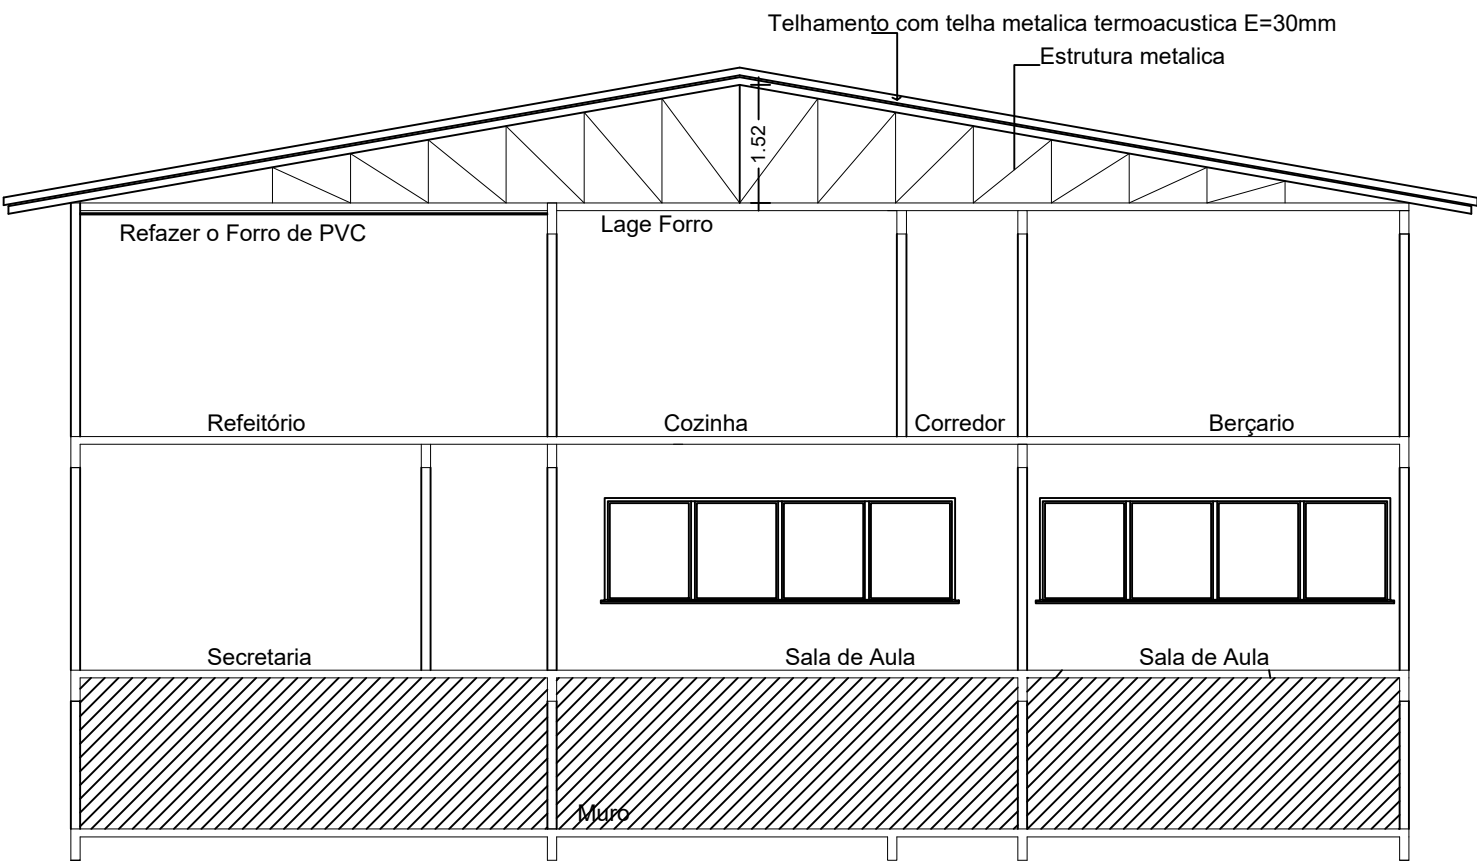 Telhamento com telha metalica termoacustica E=30mm
Estrutura metalica
1.52
Refazer o Forro de PVC
Lage Forro
Refeitório
Cozinha
Corredor
Berçario
Secretaria
Sala de Aula
Sala de Aula
Muro